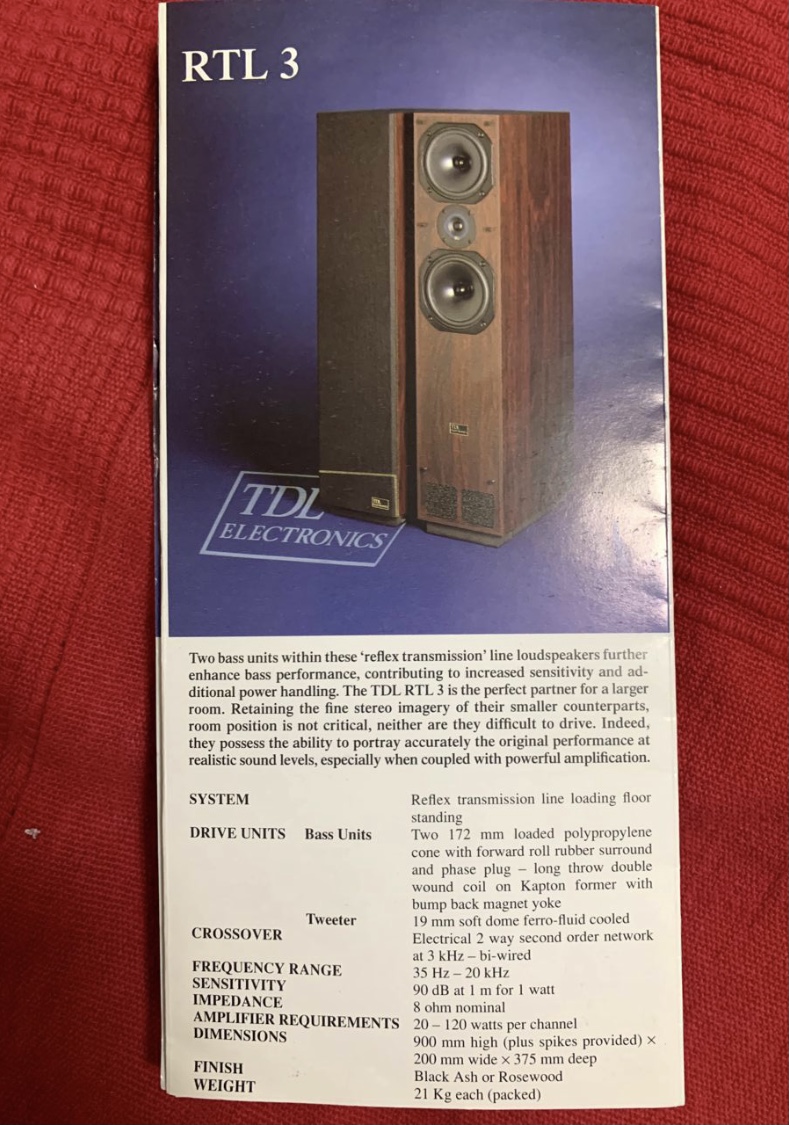 RTL 3
TDL
ELECTRONICS
Two bass units within these ‘reflex transmission’ line loudspeakers further
enhance bass performance, contributing to increased sensitivity and ad-
ditional power handling. The TDL RTL 3 is the perfect partner for a larger
room. Retaining the fine stereo imagery of their smaller counterparts,
room position is not critical, neither are they difficult to drive. Indeed,
they possess the ability to portray accurately the original performance at
realistic sound levels, especially when coupled with powerful amplification.
SYSTEM Reflex transmission line loading floor
standing
DRIVE UNITS Bass Units Two 172 mm loaded polypropylene
cone with forward roll rubber surround
and phase plug – long throw double
wound coil on Kapton former with
bump back magnet yoke
Tweeter 19 mm soft dome ferro-fluid cooled
CROSSOVER Electrical 2 way second order network
at 3 kHz – bi-wired
FREQUENCY RANGE 35 Hz – 20 kHz
SENSITIVITY 90 dB at 1 m for 1 watt
IMPEDANCE 8 ohm nominal
AMPLIFIER REQUIREMENTS 20 – 120 watts per channel
DIMENSIONS 900 mm high (plus spikes provided) ×
200 mm wide × 375 mm deep
FINISH Black Ash or Rosewood
WEIGHT 21 Kg each (packed)